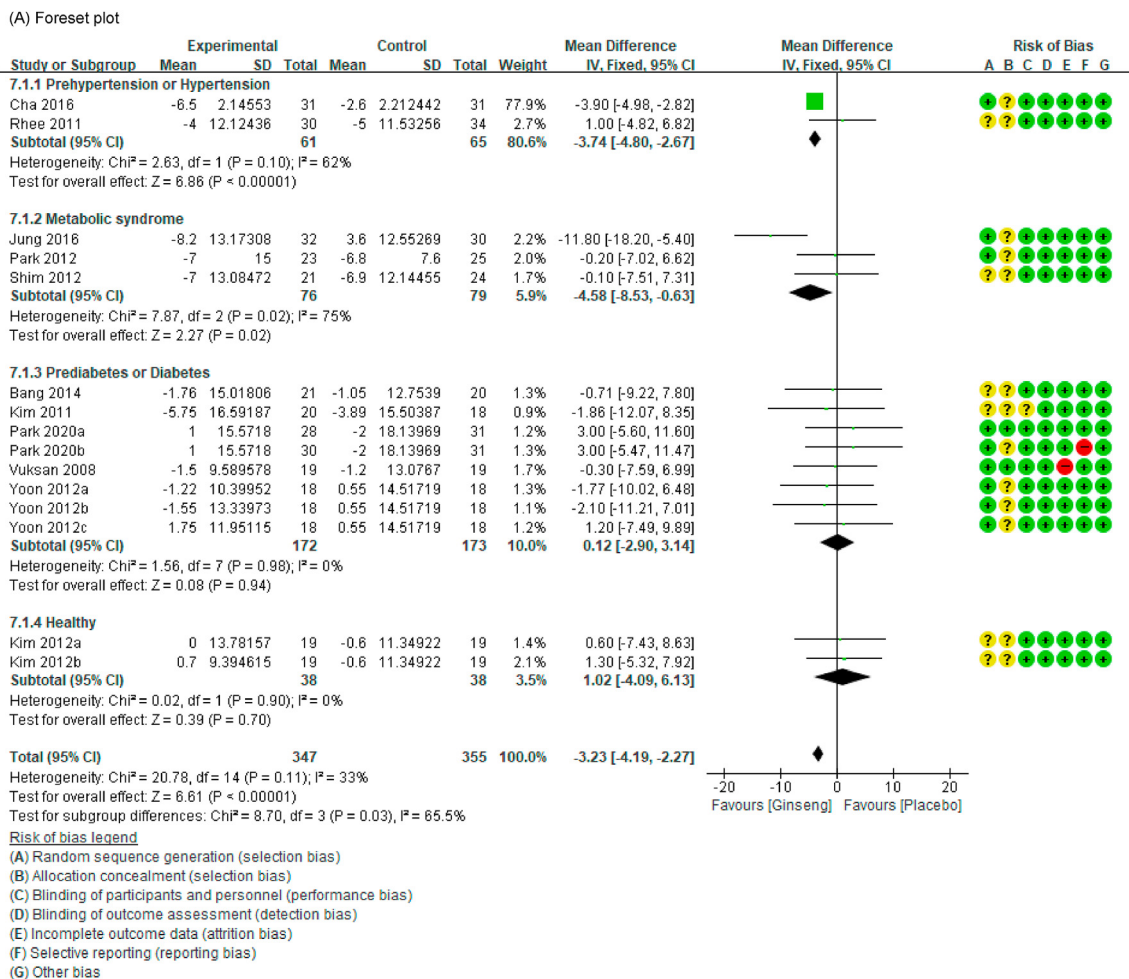 (A) Foreset plot
Experimental Control Mean Difference Mean Difference Risk of Bias
Study or Subgroup Mean SD Total Mean SD Total Weight IV, Fixed, 95% CI IV, Fixed, 95% CI A B C D E F G
7.1.1 Prehypertension or Hypertension
Cha 2016 -6.5 2.14553 31 -2.6 2.212442 31 77.9% -3.90 [-4.98, -2.82] + ? + + + + +
Rhee 2011 -4 12.12436 30 -5 11.53256 34 2.7% 1.00 [-4.82, 6.82] ? ? + + + + +
Subtotal (95% CI) 61 65 80.6% -3.74 [-4.80, -2.67]
Heterogeneity: Chi² = 2.63, df = 1 (P = 0.10); I² = 62%
Test for overall effect: Z = 6.86 (P < 0.00001)
7.1.2 Metabolic syndrome
Jung 2016 -8.2 13.17308 32 3.6 12.55269 30 2.2% -11.80 [-18.20, -5.40] + ? + + + + +
Park 2012 -7 15 23 -6.8 7.6 25 2.0% -0.20 [-7.02, 6.62] + ? + + + + +
Shim 2012 -7 13.08472 21 -6.9 12.14455 24 1.7% -0.10 [-7.51, 7.31] ? ? + + + + +
Subtotal (95% CI) 76 79 5.9% -4.58 [-8.53, -0.63]
Heterogeneity: Chi² = 7.87, df = 2 (P = 0.02); I² = 75%
Test for overall effect: Z = 2.27 (P = 0.02)
7.1.3 Prediabetes or Diabetes
Bang 2014 -1.76 15.01806 21 -1.05 12.7539 20 1.3% -0.71 [-9.22, 7.80] ? ? + + + + +
Kim 2011 -5.75 16.59187 20 -3.89 15.50387 18 0.9% -1.86 [-12.07, 8.35] ? ? ? + + + +
Park 2020a 1 15.5718 28 -2 18.13969 31 1.2% 3.00 [-5.60, 11.60] + + + + + + +
Park 2020b 1 15.5718 30 -2 18.13969 31 1.3% 3.00 [-5.47, 11.47] + ? + + + − +
Vuksan 2008 -1.5 9.589578 19 -1.2 13.0767 19 1.7% -0.30 [-7.59, 6.99] + + + + − + +
Yoon 2012a -1.22 10.39952 18 0.55 14.51719 18 1.3% -1.77 [-10.02, 6.48] + ? + + + + +
Yoon 2012b -1.55 13.33973 18 0.55 14.51719 18 1.1% -2.10 [-11.21, 7.01] + ? + + + + +
Yoon 2012c 1.75 11.95115 18 0.55 14.51719 18 1.2% 1.20 [-7.49, 9.89] + ? + + + + +
Subtotal (95% CI) 172 173 10.0% 0.12 [-2.90, 3.14]
Heterogeneity: Chi² = 1.56, df = 7 (P = 0.98); I² = 0%
Test for overall effect: Z = 0.08 (P = 0.94)
7.1.4 Healthy
Kim 2012a 0 13.78157 19 -0.6 11.34922 19 1.4% 0.60 [-7.43, 8.63] ? ? + + + + +
Kim 2012b 0.7 9.394615 19 -0.6 11.34922 19 2.1% 1.30 [-5.32, 7.92] ? ? + + + + +
Subtotal (95% CI) 38 38 3.5% 1.02 [-4.09, 6.13]
Heterogeneity: Chi² = 0.02, df = 1 (P = 0.90); I² = 0%
Test for overall effect: Z = 0.39 (P = 0.70)
Total (95% CI) 347 355 100.0% -3.23 [-4.19, -2.27]
Heterogeneity: Chi² = 20.78, df = 14 (P = 0.11); I² = 33%
Test for overall effect: Z = 6.61 (P < 0.00001)
Test for subgroup differences: Chi² = 8.70, df = 3 (P = 0.03), I² = 65.5%
-20 -10 0 10 20
Favours [Ginseng] Favours [Placebo]
Risk of bias legend
(A) Random sequence generation (selection bias)
(B) Allocation concealment (selection bias)
(C) Blinding of participants and personnel (performance bias)
(D) Blinding of outcome assessment (detection bias)
(E) Incomplete outcome data (attrition bias)
(F) Selective reporting (reporting bias)
(G) Other bias